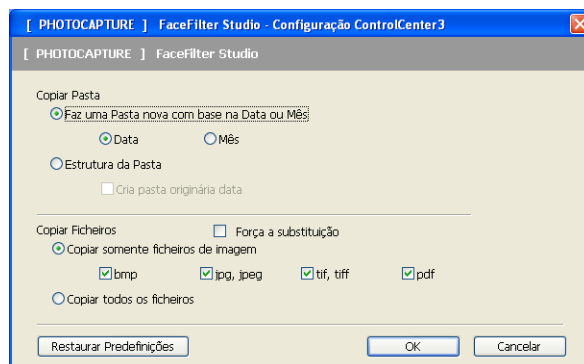 [ PHOTOCAPTURE ] FaceFilter Studio - Configuração ControlCenter3
[ PHOTOCAPTURE ] FaceFilter Studio
Copiar Pasta
Faz uma Pasta nova com base na Data ou Mês
Data Mês
Estrutura da Pasta
Cria pasta originária data
Copiar Ficheiros Força a substituição
Copiar somente ficheiros de imagem
bmp jpg, jpeg tif, tiff pdf
Copiar todos os ficheiros
Restaurar Predefinições OK Cancelar